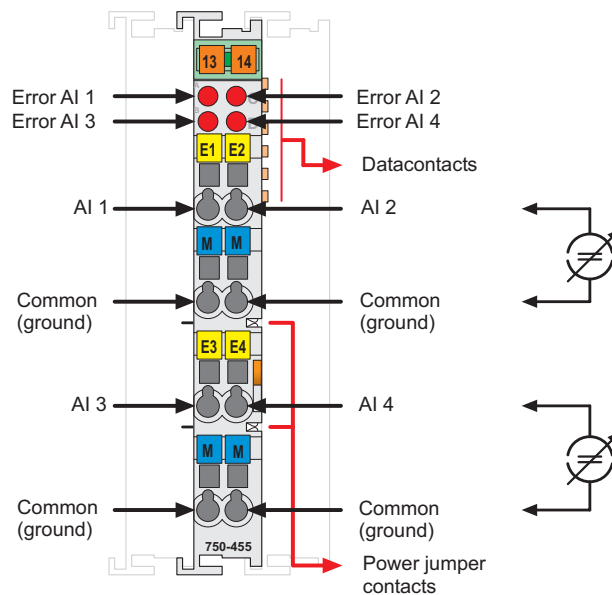 13 14
Error AI 1
Error AI 2
Error AI 3
Error AI 4
E1 E2
Datacontacts
AI 1
AI 2
M M
Common
(ground)
Common
(ground)
E3 E4
AI 3
AI 4
M M
Common
(ground)
Common
(ground)
750-455
Power jumper
contacts